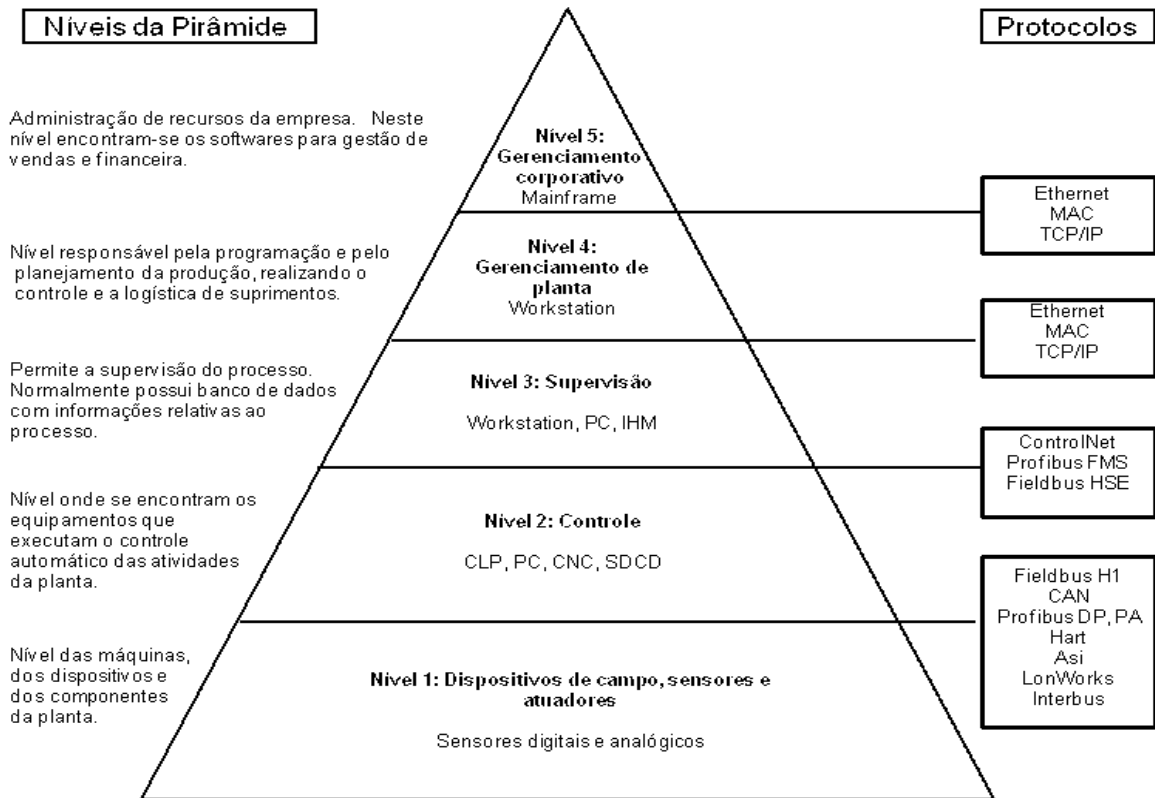 Níveis da Pirâmide
Protocolos
Administração de recursos da empresa. Neste
nível encontram-se os softwares para gestão de
vendas e financeira.
Nível 5:
Gerenciamento
corporativo
Mainframe
Ethernet
MAC
TCP/IP
Nível responsável pela programação e pelo
planejamento da produção, realizando o
controle e a logística de suprimentos.
Nível 4:
Gerenciamento de
planta
Workstation
Ethernet
MAC
TCP/IP
Permite a supervisão do processo.
Normalmente possui banco de dados
com informações relativas ao
processo.
Nível 3: Supervisão
Workstation, PC, IHM
ControlNet
Profibus FMS
Fieldbus HSE
Nível onde se encontram os
equipamentos que
executam o controle
automático das atividades
da planta.
Nível 2: Controle
CLP, PC, CNC, SDCD
Fieldbus H1
CAN
Profibus DP, PA
Hart
Asi
LonWorks
Interbus
Nível das máquinas,
dos dispositivos e
dos componentes
da planta.
Nível 1: Dispositivos de campo, sensores e
atuadores
Sensores digitais e analógicos